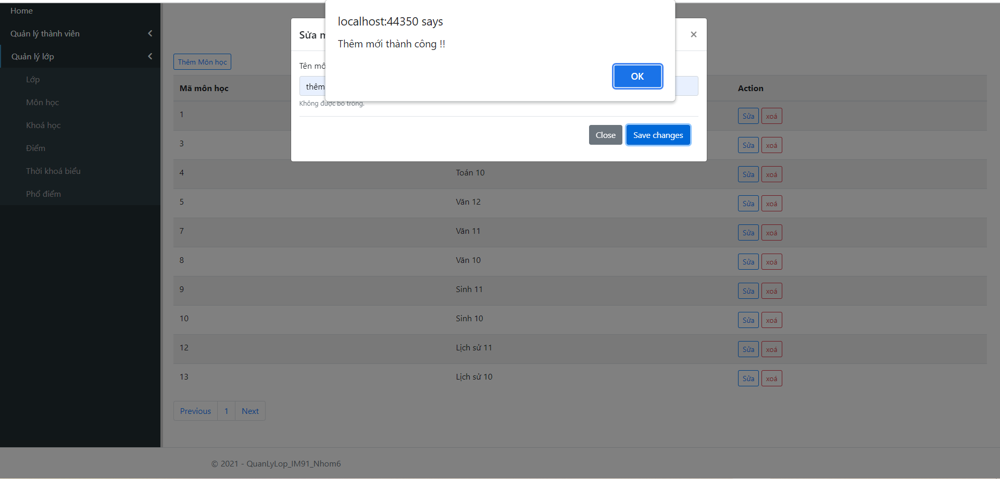 Home
Quản lý thành viên
Quản lý lớp
Lớp
Môn học
Khoá học
Điểm
Thời khoá biểu
Phổ điểm
localhost:44350 says
Thêm mới thành công !!
OK
Sửa
×
Tên
thêm
Không được bỏ trống.
Close
Save changes
Thêm Môn học
Mã môn học
Action
1
Sửa xoá
3
Sửa xoá
4 Toán 10 Sửa xoá
5 Văn 12 Sửa xoá
7 Văn 11 Sửa xoá
8 Văn 10 Sửa xoá
9 Sinh 11 Sửa xoá
10 Sinh 10 Sửa xoá
12 Lịch sử 11 Sửa xoá
13 Lịch sử 10 Sửa xoá
Previous 1 Next
© 2021 - QuanLyLop_IM91_Nhom6